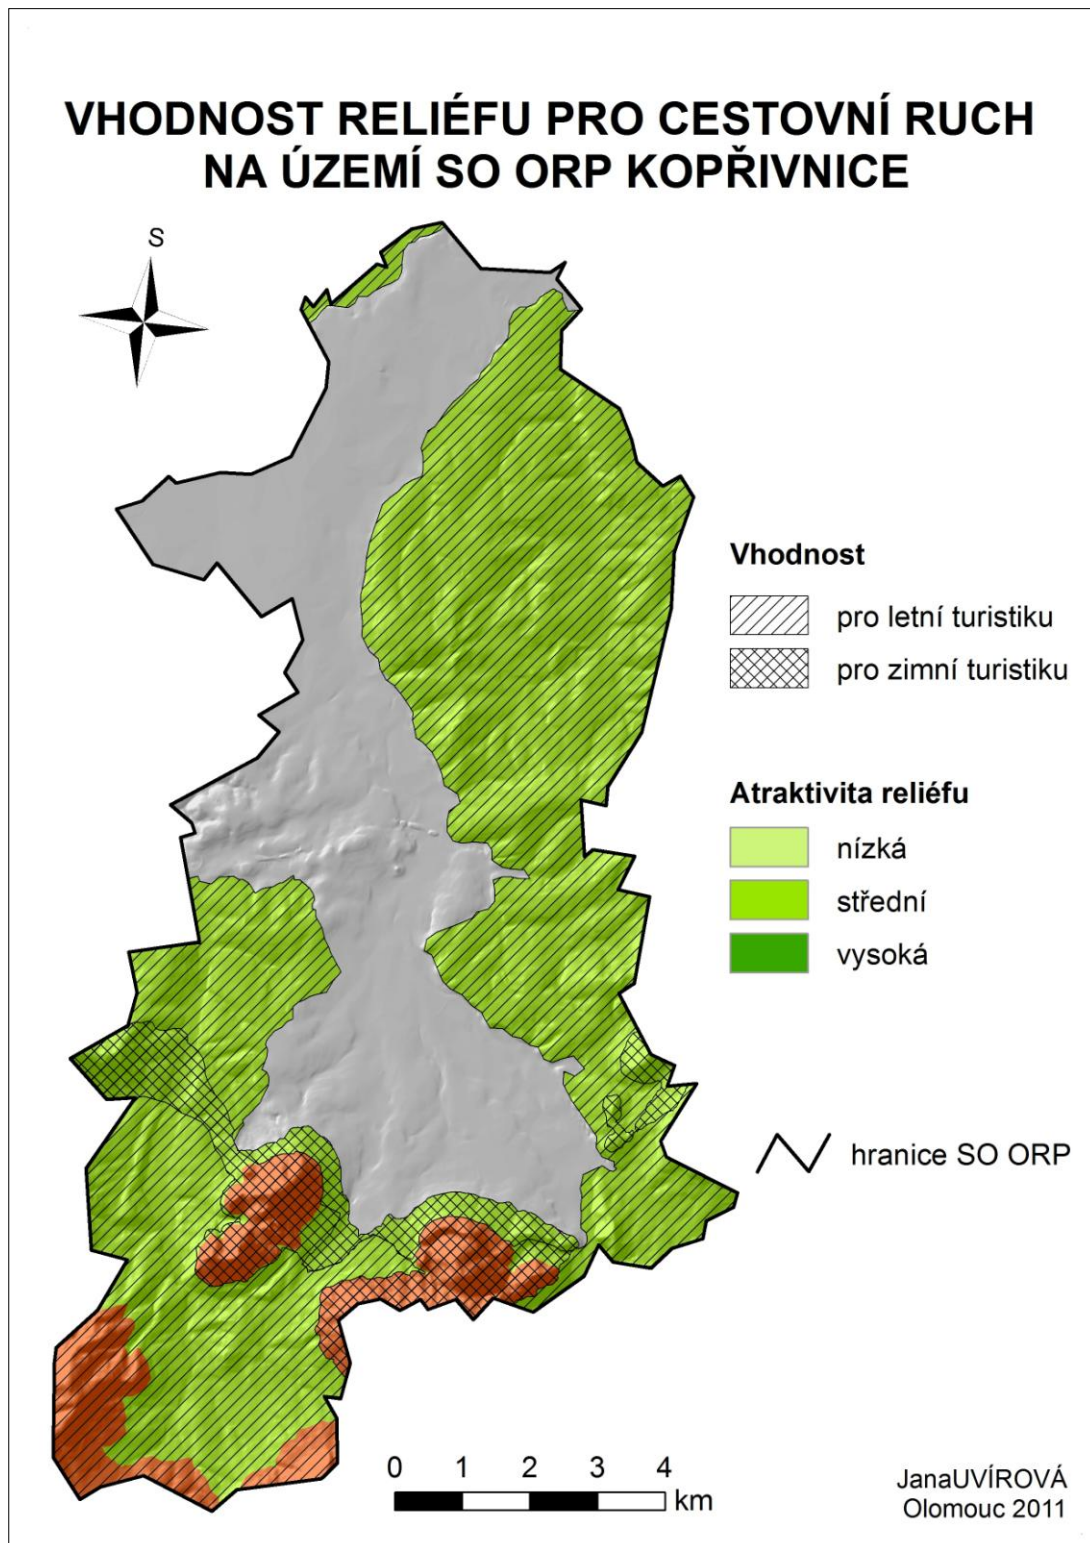 VHODNOST RELIÉFU PRO CESTOVNÍ RUCH
NA ÚZEMÍ SO ORP KOPŘIVNICE
S
Vhodnost
pro letní turistiku
pro zimní turistiku
Atraktivita reliéfu
nízká
střední
vysoká
hranice SO ORP
0 1 2 3 4
km
JanaUVÍROVÁ
Olomouc 2011